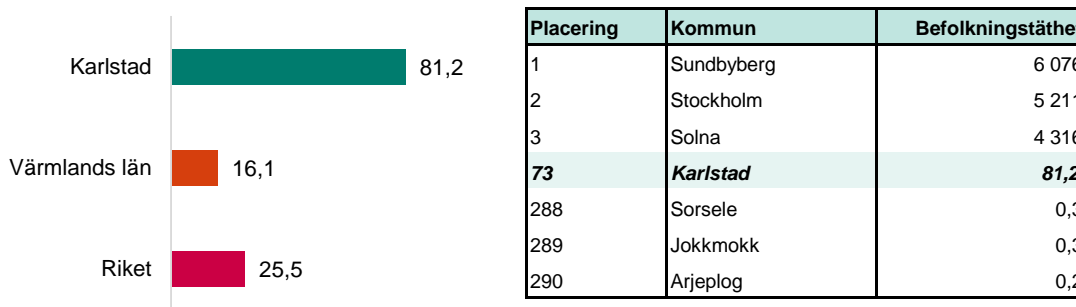 Karlstad 81,2
Värmlands län 16,1
Riket 25,5
Placering Kommun Befolkningstäthe
1 Sundbyberg 6 076
2 Stockholm 5 211
3 Solna 4 316
73 Karlstad 81,2
288 Sorsele 0,3
289 Jokkmokk 0,3
290 Arjeplog 0,2